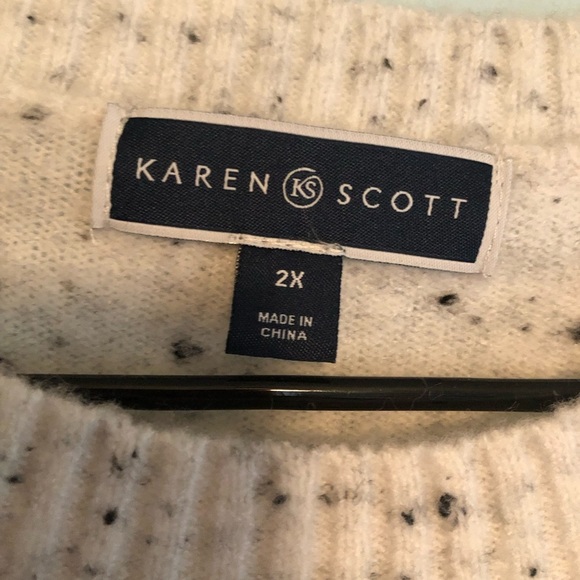 KAREN KS SCOTT
2X
MADE IN
CHINA